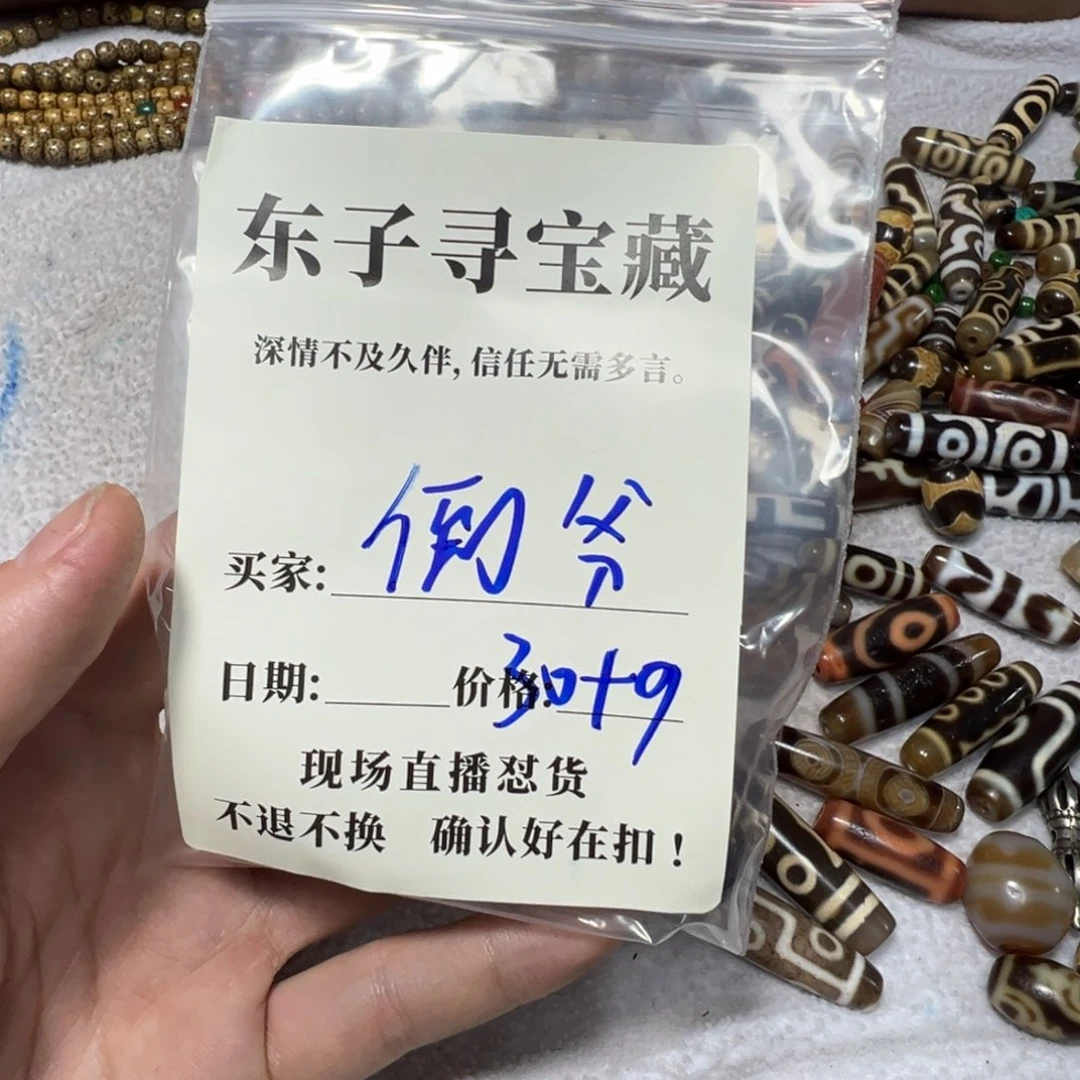 东子寻宝藏
深情不及久伴,信任无需多言。
买家: 倒爷
日期: 价格: 30+9
现场直播怼货
不退不换 确认好在扣!